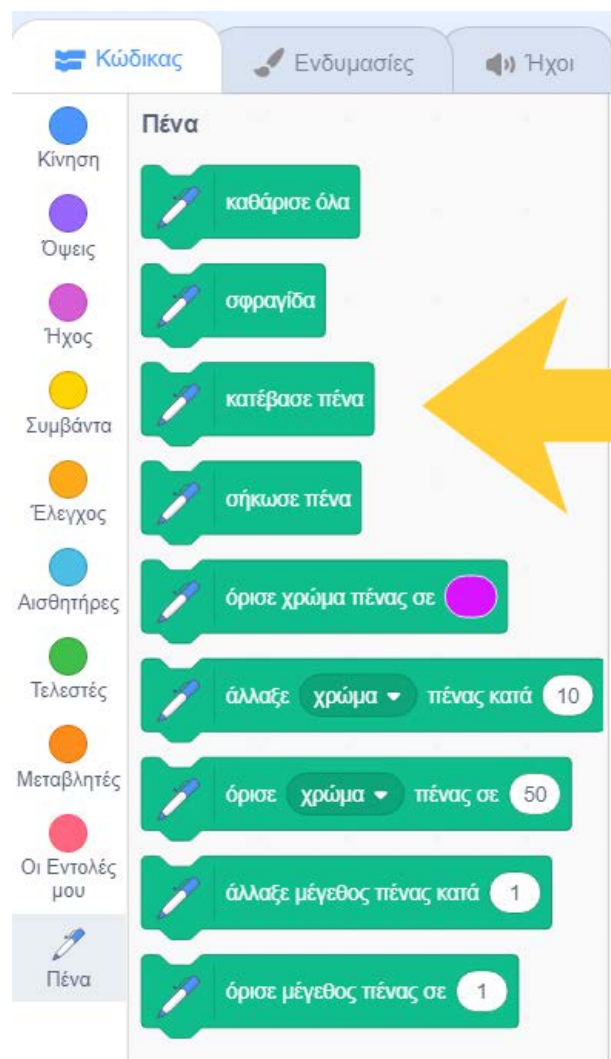 Κώδικας
Ενδυμασίες
Ήχοι
Κίνηση
Όψεις
Ήχος
Συμβάντα
Έλεγχος
Αισθητήρες
Τελεστές
Μεταβλητές
Οι Εντολές
μου
Πένα
Πένα
καθάρισε όλα
σφραγίδα
κατέβασε πένα
σήκωσε πένα
όρισε χρώμα πένας σε
άλλαξε χρώμα πένας κατά 10
όρισε χρώμα πένας σε 50
άλλαξε μέγεθος πένας κατά 1
όρισε μέγεθος πένας σε 1